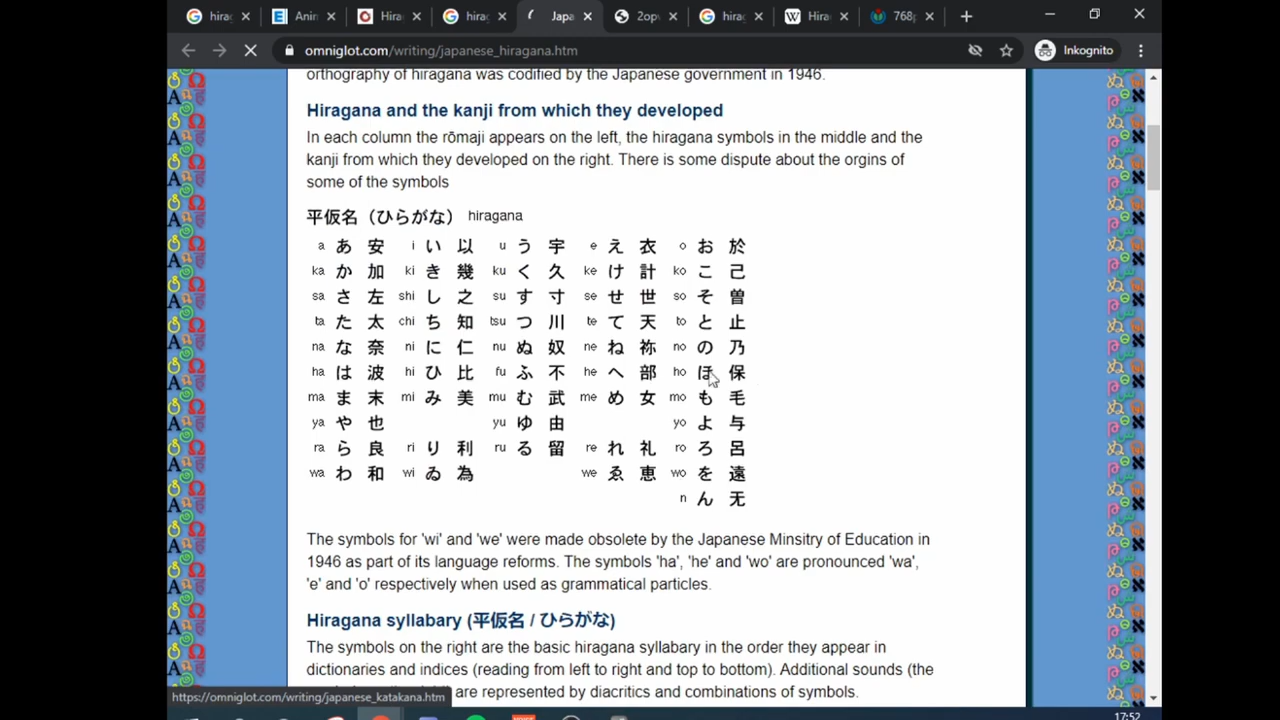 hirag
Anin
Hira
hirag
Japa
2opv
hirag
Hira
768p
omniglot.com/writing/japanese_hiragana.htm
Inkognito
orthography of hiragana was codified by the Japanese government in 1946.
Hiragana and the kanji from which they developed
In each column the rōmaji appears on the left, the hiragana symbols in the middle and the
kanji from which they developed on the right. There is some dispute about the orgins of
some of the symbols
平仮名（ひらがな） hiragana
a あ 安 i い 以 u う 宇 e え 衣 o お 於
ka か 加 ki き 幾 ku く 久 ke け 計 ko こ 己
sa さ 左 shi し 之 su す 寸 se せ 世 so そ 曽
ta た 太 chi ち 知 tsu つ 川 te て 天 to と 止
na な 奈 ni に 仁 nu ぬ 奴 ne ね 祢 no の 乃
ha は 波 hi ひ 比 fu ふ 不 he へ 部 ho ほ 保
ma ま 末 mi み 美 mu む 武 me め 女 mo も 毛
ya や 也 yu ゆ 由 yo よ 与
ra ら 良 ri り 利 ru る 留 re れ 礼 ro ろ 呂
wa わ 和 wi ゐ 為 we ゑ 恵 wo を 遠
n ん 无
The symbols for 'wi' and 'we' were made obsolete by the Japanese Minsitry of Education in
1946 as part of its language reforms. The symbols 'ha', 'he' and 'wo' are pronounced 'wa',
'e' and 'o' respectively when used as grammatical particles.
Hiragana syllabary (平仮名 / ひらがな)
The symbols on the right are the basic hiragana syllabary in the order they appear in
dictionaries and indices (reading from left to right and top to bottom). Additional sounds (the
are represented by diacritics and combinations of symbols.
https://omniglot.com/writing/japanese_katakana.htm
17:52